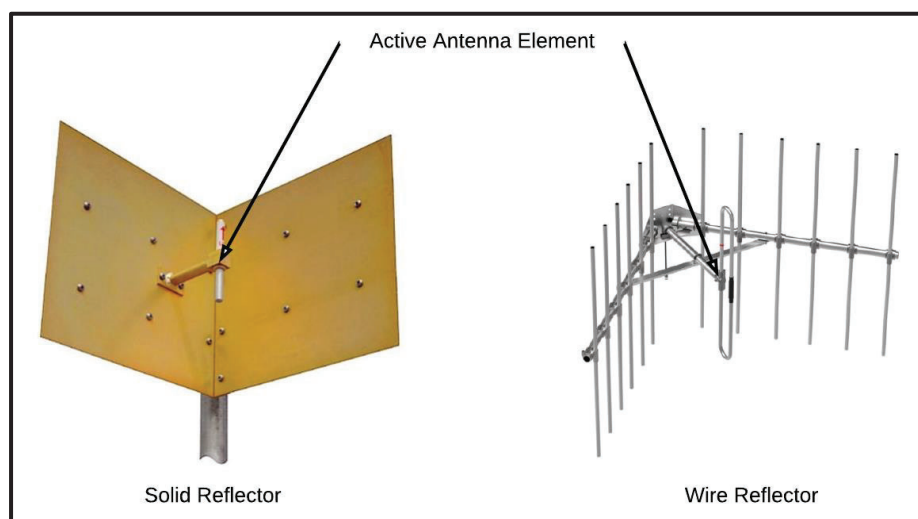 Active Antenna Element
Solid Reflector
Wire Reflector